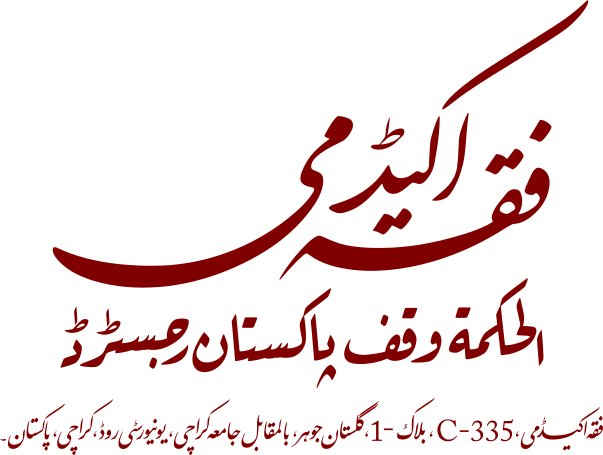 فقہ اکیڈمی
الحکمة وقف پاکستان رجسٹرڈ
فقہ اکیڈمی، C-335، بلاک-1، گلستان جوہر، بالمقابل جامعہ کراچی، یونیورسٹی روڈ، کراچی، پاکستان۔